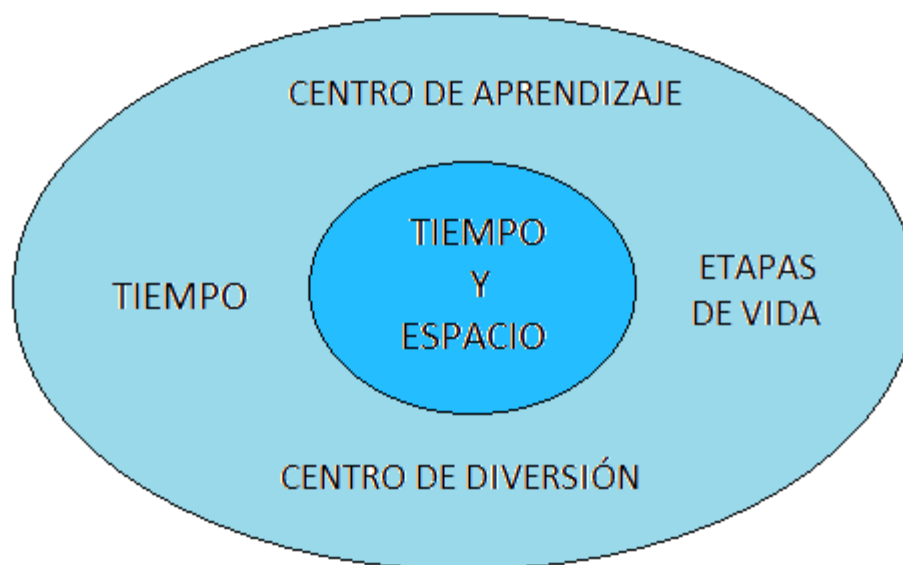 CENTRO DE APRENDIZAJE
TIEMPO
Y
ESPACIO
TIEMPO
ETAPAS
DE VIDA
CENTRO DE DIVERSIÓN